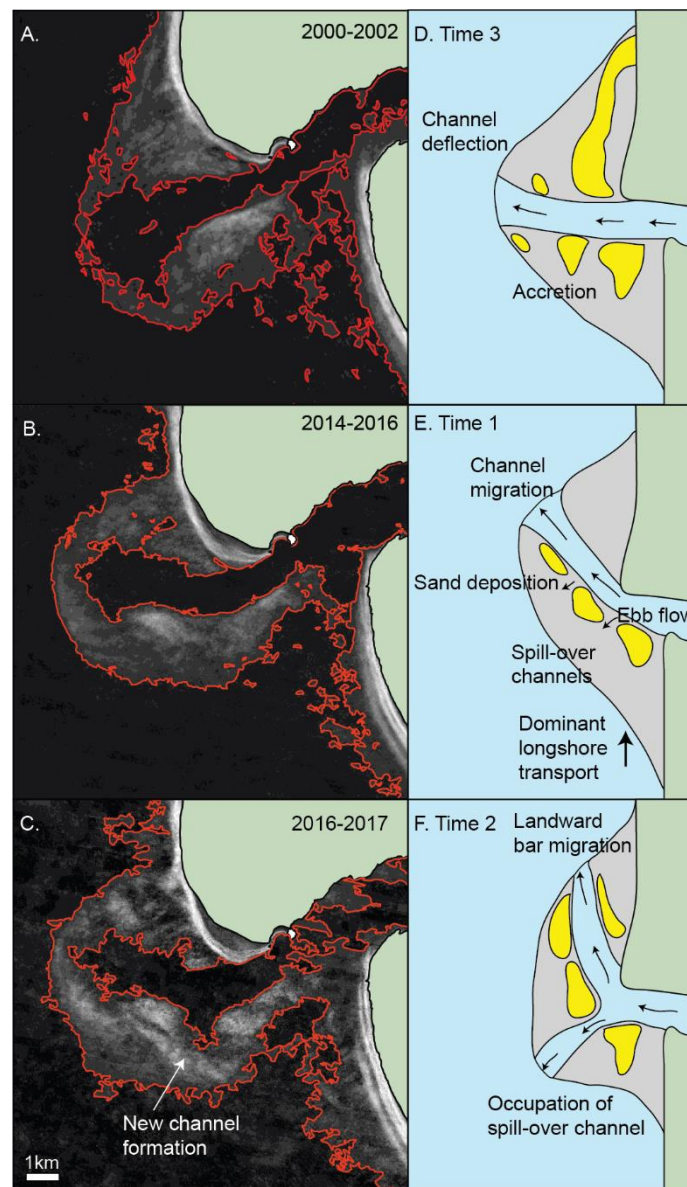 A.
2000-2002
D. Time 3
Channel
deflection
Accretion
B.
2014-2016
E. Time 1
Channel
migration
Sand deposition
Ebb flow
Spill-over
channels
Dominant
longshore
transport
C.
2016-2017
New channel
formation
1km
F. Time 2
Landward
bar migration
Occupation of
spill-over channel